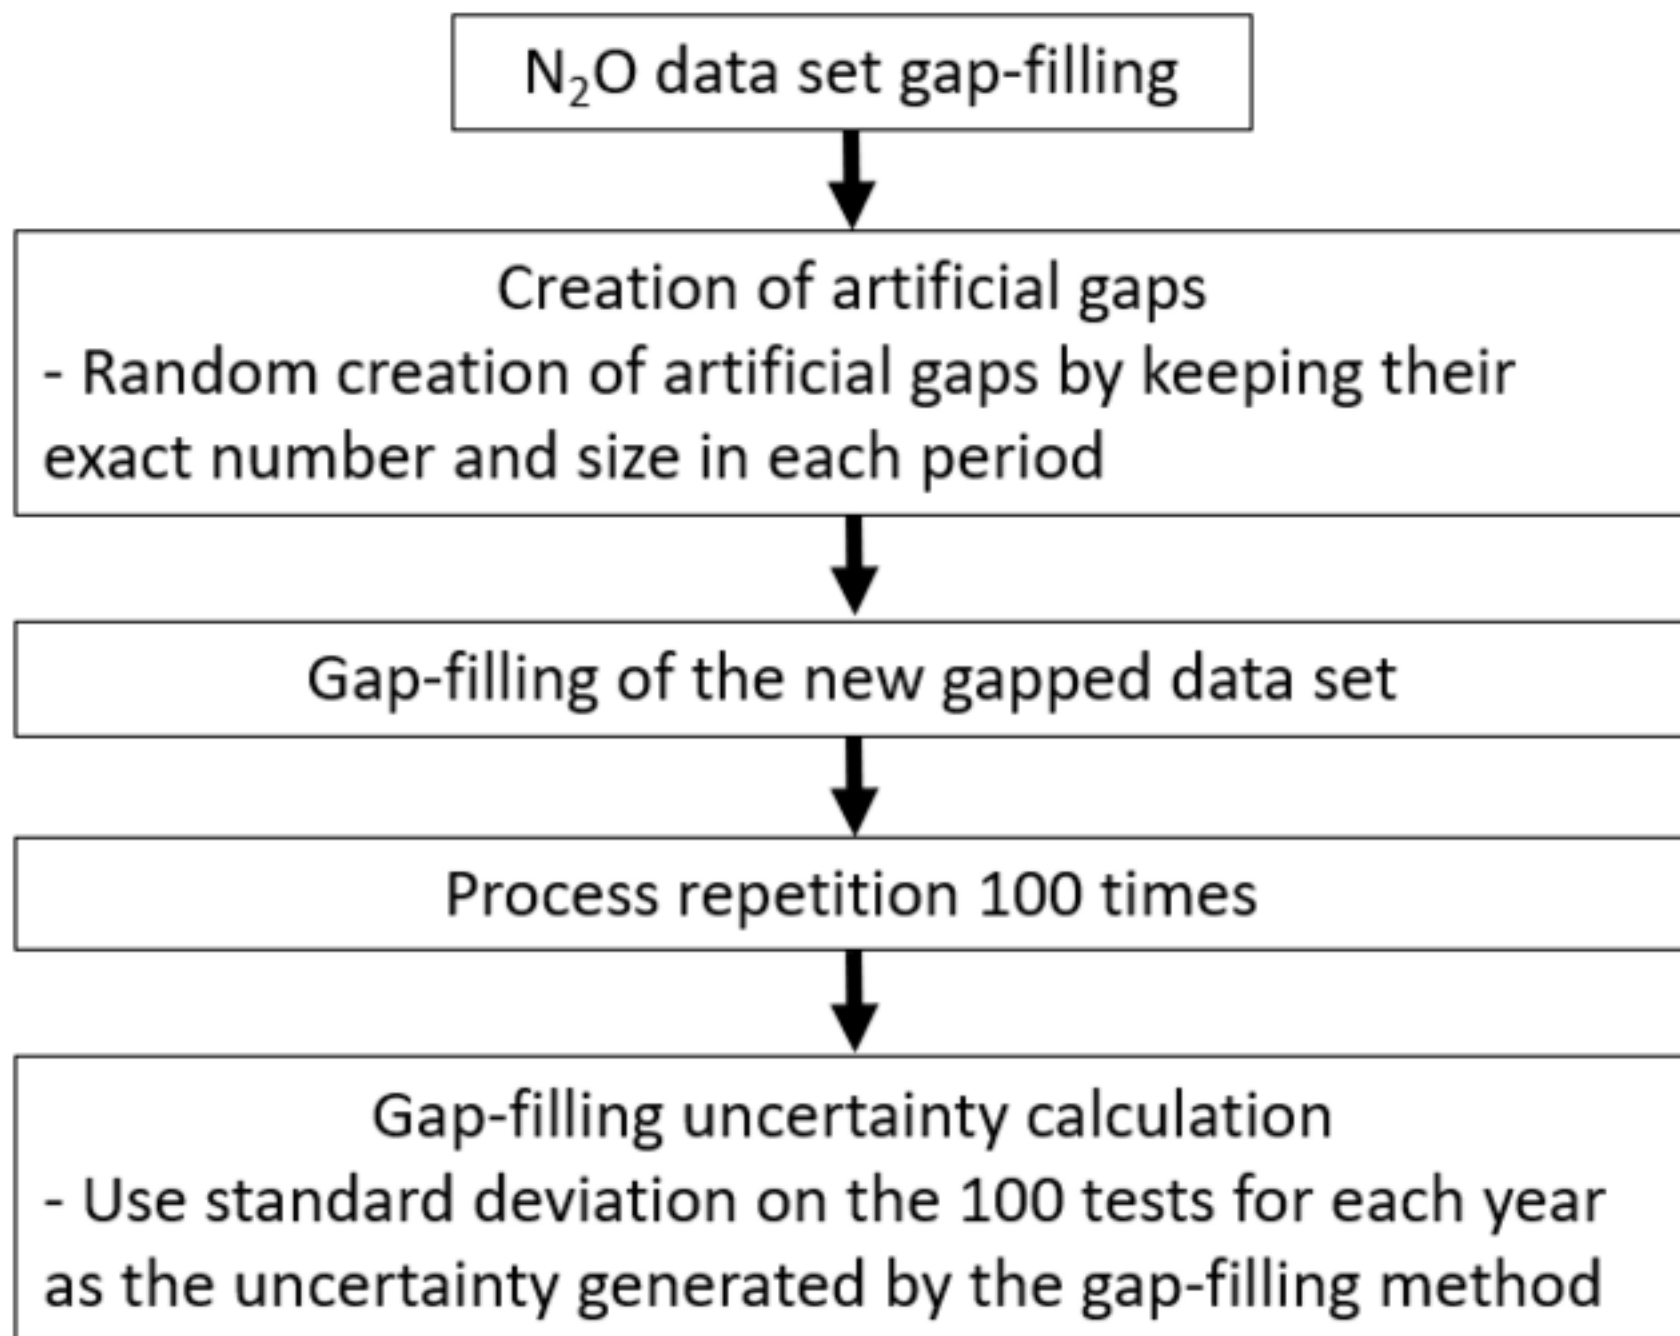 N₂O data set gap-filling
Creation of artificial gaps
- Random creation of artificial gaps by keeping their
exact number and size in each period
Gap-filling of the new gapped data set
Process repetition 100 times
Gap-filling uncertainty calculation
- Use standard deviation on the 100 tests for each year
as the uncertainty generated by the gap-filling method